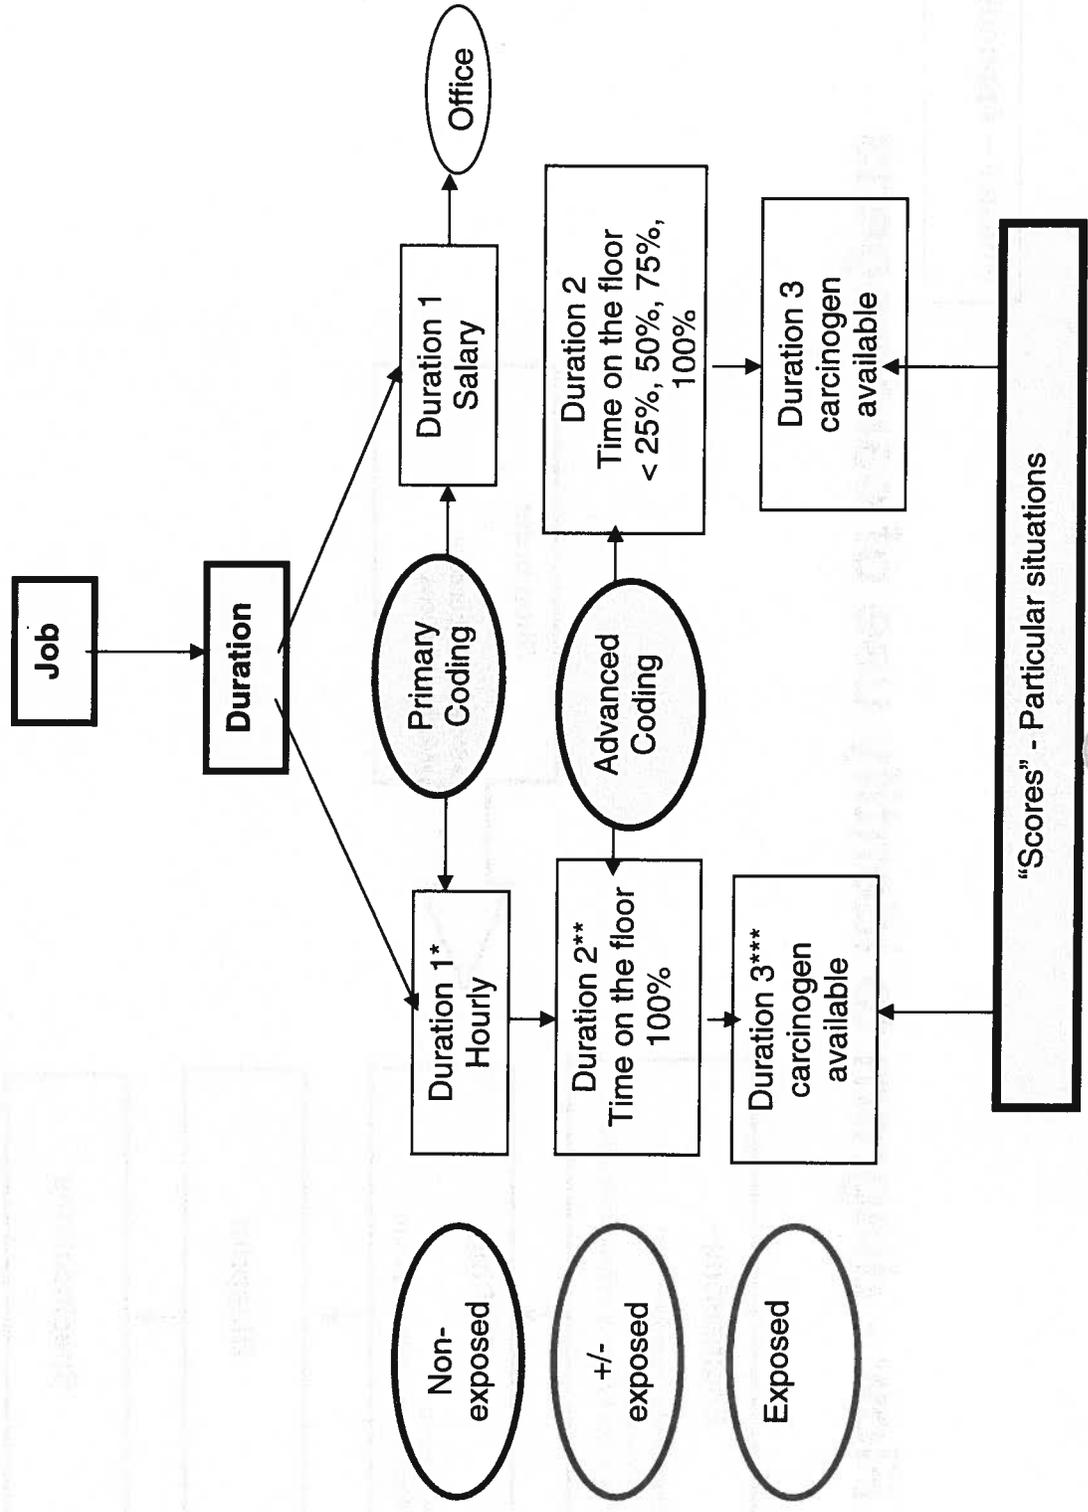 Job
Duration
Primary
Coding
Duration 1*
Hourly
Duration 1
Salary
Office
Advanced
Coding
Duration 2**
Time on the floor
100%
Duration 2
Time on the floor
< 25%, 50%, 75%,
100%
Duration 3***
carcinogen
available
Duration 3
carcinogen
available
"Scores" - Particular situations
Non-
exposed
+/-
exposed
Exposed